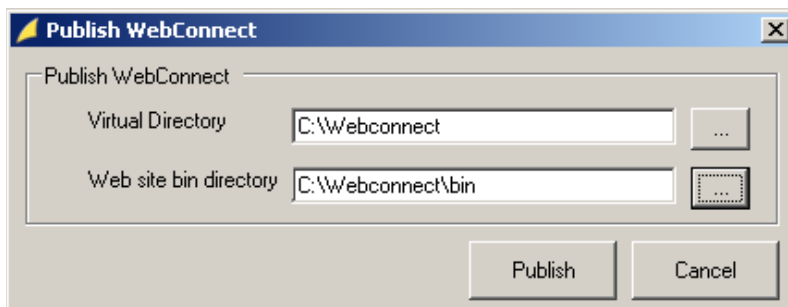 Publish WebConnect
Publish WebConnect
Virtual Directory C:\Webconnect ...
Web site bin directory C:\Webconnect\bin ...
Publish Cancel